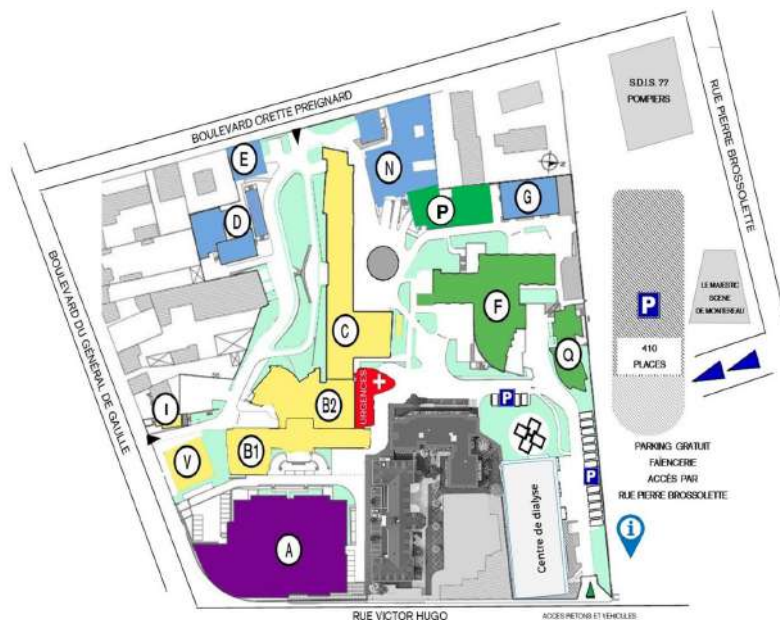 BOULEVARD CRETTE PREIGNARD
S.D.I.S. ??
POMPIERS
RUE PIERRE BROSSOLETTE
E
N
D
P
G
N
F
LE MAJESTIC
SCENE
DE MONTEREAU
P
C
Q
410
PLACES
BOULEVARD DU GÉNÉRAL DE GAULLE
URGENCES
I
B2
P
V
B1
PARKING GRATUIT
FAÏENCERIE
ACCÈS PAR
RUE PIERRE BROSSOLETTE
P
Centre de dialyse
i
A
RUE VICTOR HUGO
ACCES PIETONS ET VEHICULES